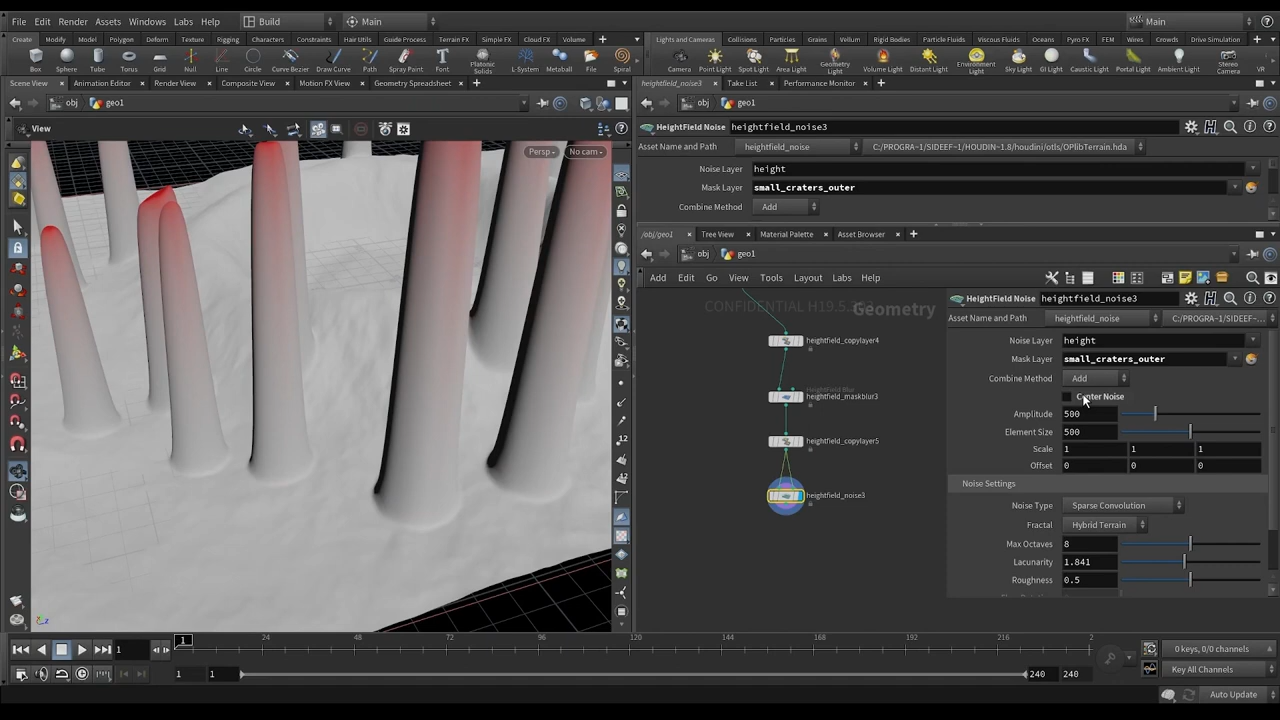 File Edit Render Assets Windows Labs Help Build Main Main
Create Modify Model Polygon Deform Texture Rigging Characters Constraints Hair Utils Guide Process Terrain FX Simple FX Cloud FX Volume
Lights and Cameras Collisions Particles Grains Vellum Rigid Bodies Particle Fluids Viscous Fluids Oceans Pyro FX FEM Wires Crowds Drive Simulation
Box Sphere Tube Torus Grid Null Line Circle Curve Bezier Draw Curve Path Spray Paint Font Platonic Solids L-System Metaball File Spiral
Camera Point Light Spot Light Area Light Geometry Light Volume Light Distant Light Environment Light Sky Light GI Light Caustic Light Portal Light Ambient Light Stereo Camera VR
Scene View Animation Editor Render View Composite View Motion FX View Geometry Spreadsheet
heightfield_noise3 Take List Performance Monitor
obj geo1
obj geo1
View
HeightField Noise heightfield_noise3
Asset Name and Path heightfield_noise C:/PROGRA~1/SIDEEF~1/HOUDIN~1.8/houdini/otls/OPlibTerrain.hda
Persp No cam
Noise Layer height
Mask Layer small_craters_outer
Combine Method Add
/obj/geo1 Tree View Material Palette Asset Browser
obj geo1
Add Edit Go View Tools Layout Labs Help
Geometry
heightfield_copylayer4
HeightField Blur
heightfield_maskblur3
heightfield_copylayer5
heightfield_noise3
HeightField Noise heightfield_noise3
Asset Name and Path heightfield_noise C:/PROGRA~1/SIDEEF~...
Noise Layer height
Mask Layer small_craters_outer
Combine Method Add
Center Noise
Amplitude 500
Element Size 500
Scale 1 1 1
Offset 0 0 0
Noise Settings
Noise Type Sparse Convolution
Fractal Hybrid Terrain
Max Octaves 8
Lacunarity 1.841
Roughness 0.5
1 1 24 48 72 96 120 144 168 192 216 2
0 keys, 0/0 channels
1 1 240 240
Key All Channels
Auto Update